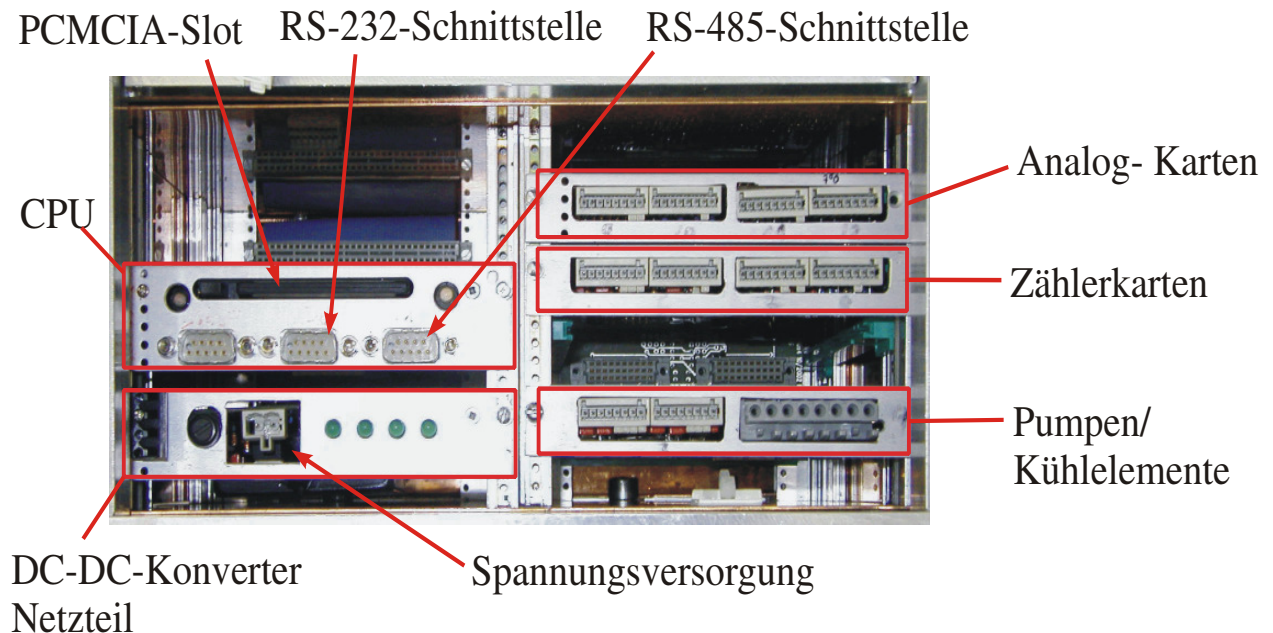 PCMCIA-Slot
RS-232-Schnittstelle
RS-485-Schnittstelle
Analog- Karten
CPU
Zählerkarten
Pumpen/
Kühlelemente
DC-DC-Konverter
Netzteil
Spannungsversorgung